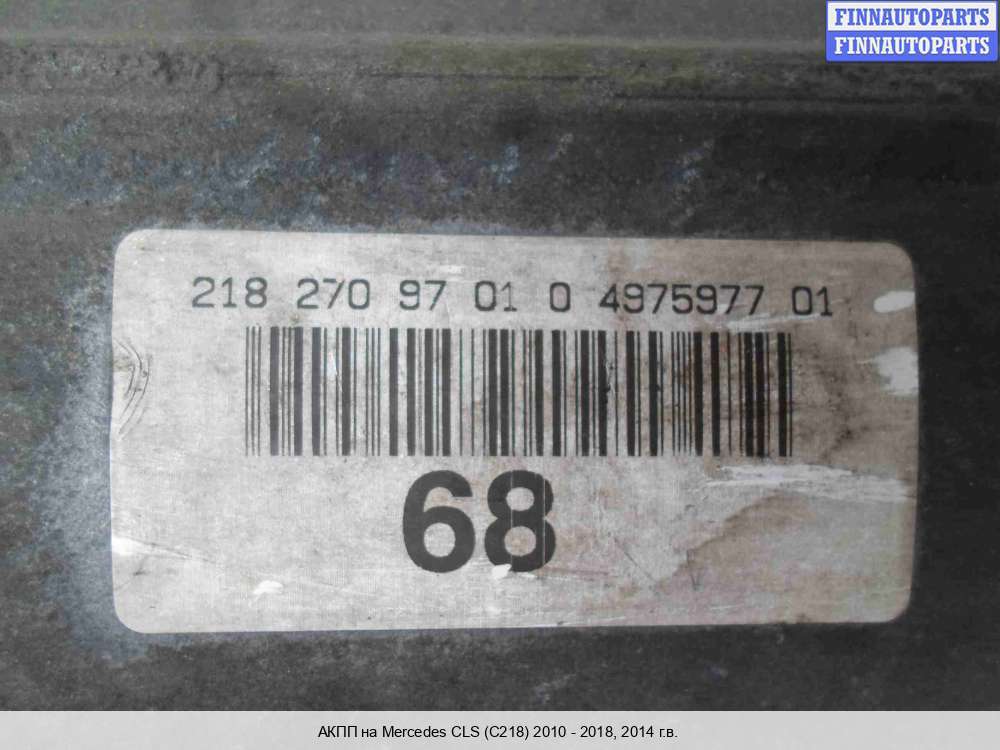 FINNAUTOPARTS
FINNAUTOPARTS
218 270 97 01 0 4975977 01
68
АКПП на Mercedes CLS (C218) 2010 - 2018, 2014 г.в.